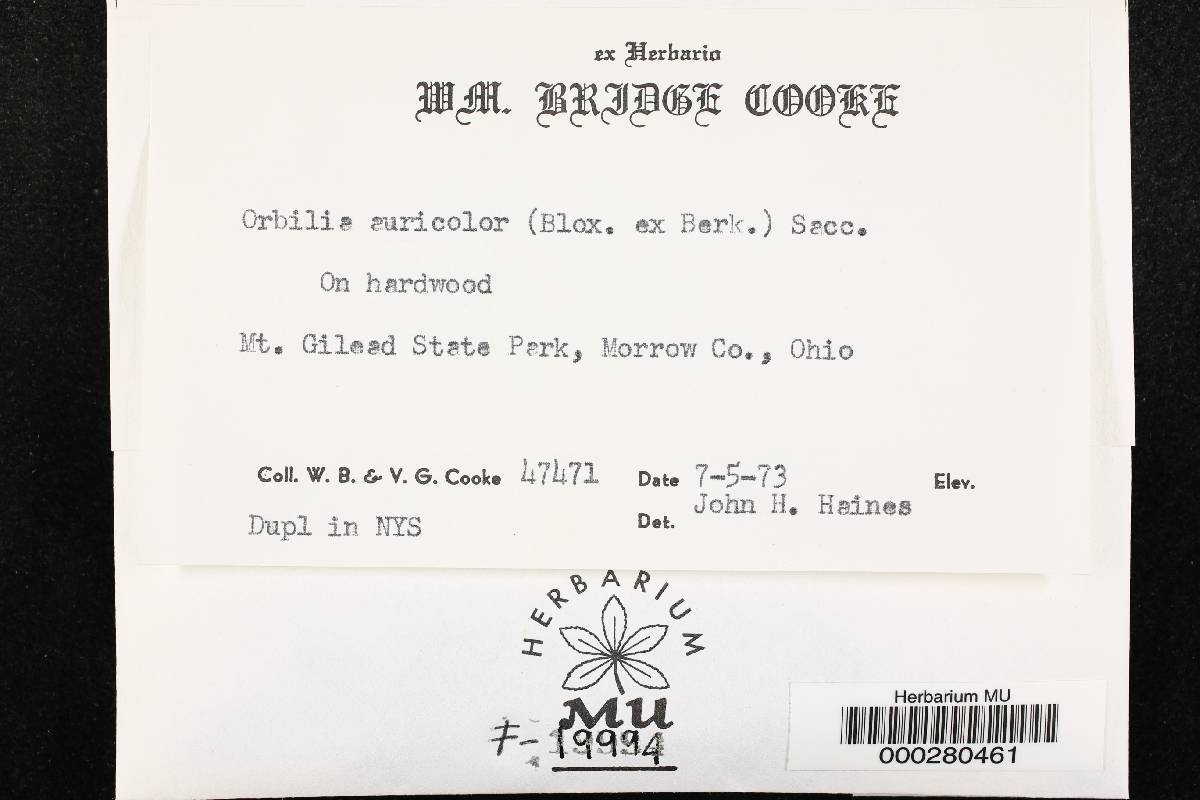 ex Herbario
WM. BRIDGE COOKE
Orbilia auricolor (Blox. ex Berk.) Sacc.
On hardwood
Mt. Gilead State Park, Morrow Co., Ohio
Coll. W. B. & V. G. Cooke 47471 Date 7-5-73 Elev.
John H. Haines
Dupl in NYS Det.
HERBARIUM
MU
F-19994
Herbarium MU
000280461